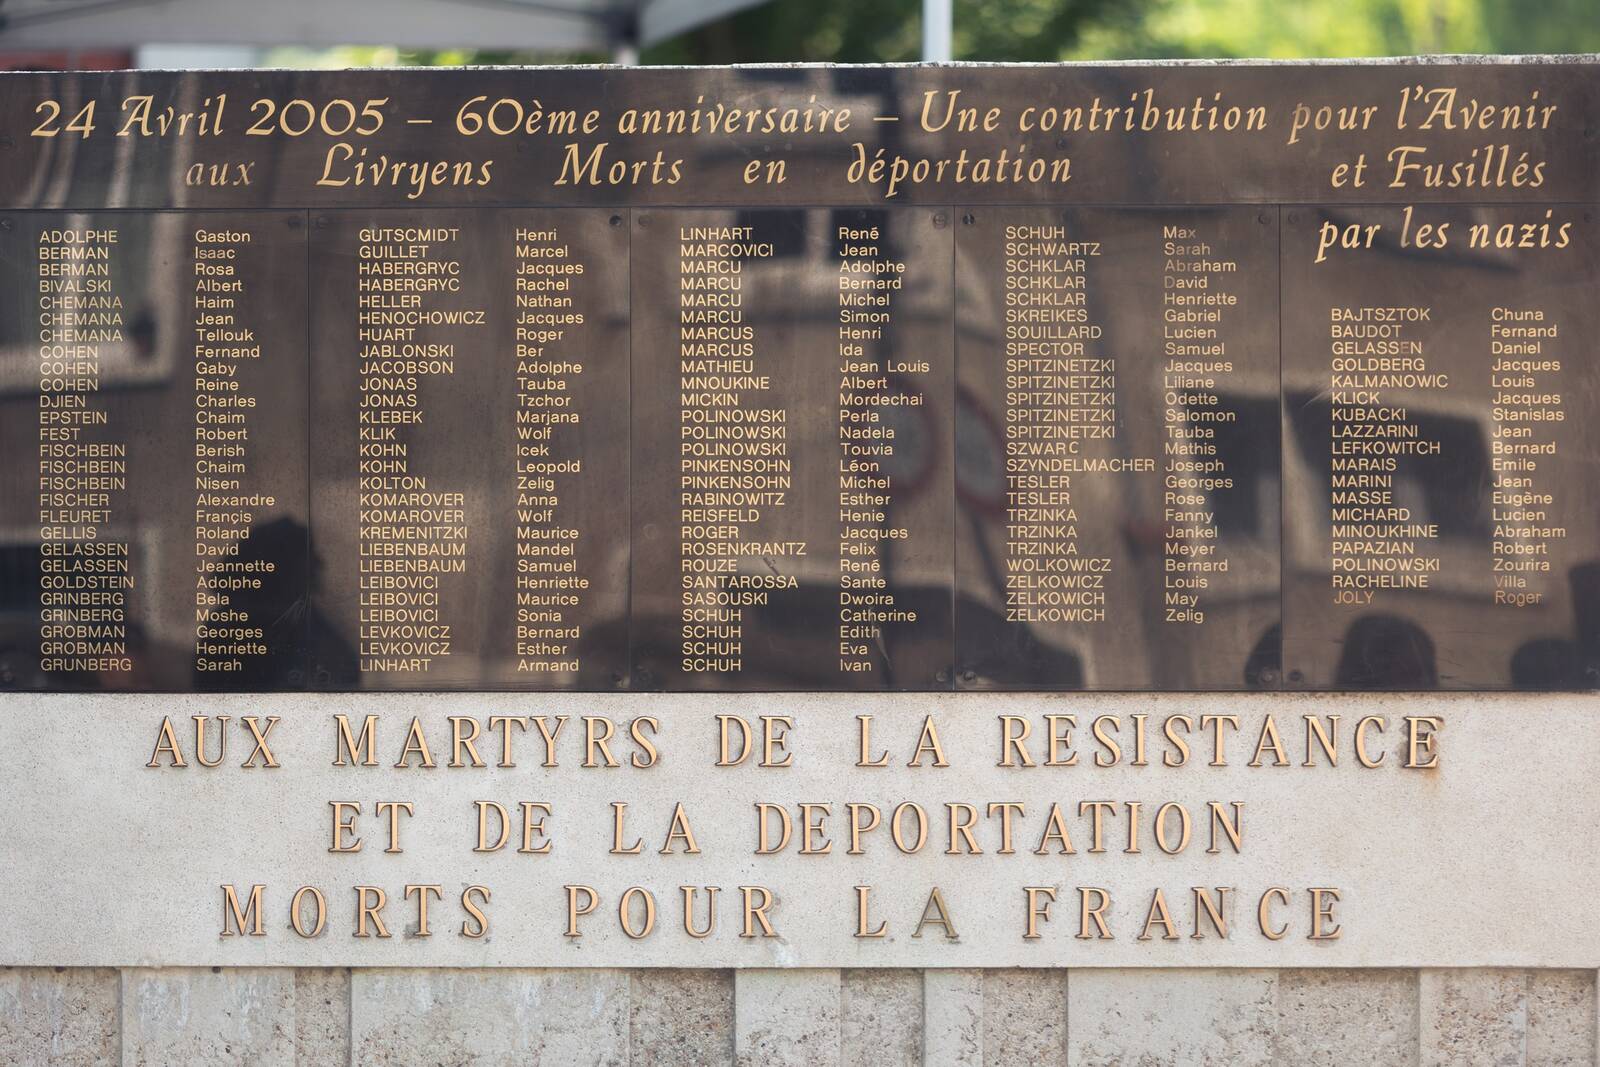 24 Avril 2005 – 60ème anniversaire – Une contribution pour l'Avenir
aux Livryens Morts en déportation
et Fusillés
par les nazis
ADOLPHE Gaston
BERMAN Isaac
BERMAN Rosa
BIVALSKI Albert
CHEMANA Haim
CHEMANA Jean
CHEMANA Tellouk
COHEN Fernand
COHEN Gaby
COHEN Reine
DJIEN Charles
EPSTEIN Chaim
FEST Robert
FISCHBEIN Berish
FISCHBEIN Chaim
FISCHBEIN Nisen
FISCHER Alexandre
FLEURET Françis
GELLIS Roland
GELASSEN David
GELASSEN Jeannette
GOLDSTEIN Adolphe
GRINBERG Bela
GRINBERG Moshe
GROBMAN Georges
GROBMAN Henriette
GRUNBERG Sarah
GUTSCMIDT Henri
GUILLET Marcel
HABERGRYC Jacques
HABERGRYC Rachel
HELLER Nathan
HENOCHOWICZ Jacques
HUART Roger
JABLONSKI Ber
JACOBSON Adolphe
JONAS Tauba
JONAS Tzchor
KLEBEK Marjana
KLIK Wolf
KOHN Icek
KOHN Leopold
KOLTON Zelig
KOMAROVER Anna
KOMAROVER Wolf
KREMENITZKI Maurice
LIEBENBAUM Mandel
LIEBENBAUM Samuel
LEIBOVICI Henriette
LEIBOVICI Maurice
LEIBOVICI Sonia
LEVKOVICZ Bernard
LEVKOVICZ Esther
LINHART Armand
LINHART René
MARCOVICI Jean
MARCU Adolphe
MARCU Bernard
MARCU Michel
MARCU Simon
MARCUS Henri
MARCUS Ida
MATHIEU Jean Louis
MNOUKINE Albert
MICKIN Mordechai
POLINOWSKI Perla
POLINOWSKI Nadela
POLINOWSKI Touvia
PINKENSOHN Léon
PINKENSOHN Michel
RABINOWITZ Esther
REISFELD Henie
ROGER Jacques
ROSENKRANTZ Felix
ROUZE René
SANTAROSSA Sante
SASOUSKI Dwoira
SCHUH Catherine
SCHUH Edith
SCHUH Eva
SCHUH Ivan
SCHUH Max
SCHWARTZ Sarah
SCHKLAR Abraham
SCHKLAR David
SCHKLAR Henriette
SKREIKES Gabriel
SOUILLARD Lucien
SPECTOR Samuel
SPITZINETZKI Jacques
SPITZINETZKI Liliane
SPITZINETZKI Odette
SPITZINETZKI Salomon
SPITZINETZKI Tauba
SZWARC Mathis
SZYNDELMACHER Joseph
TESLER Georges
TESLER Rose
TRZINKA Fanny
TRZINKA Jankel
TRZINKA Meyer
WOLKOWICZ Bernard
ZELKOWICZ Louis
ZELKOWICH May
ZELKOWICH Zelig
BAJTSZTOK Chuna
BAUDOT Fernand
GELASSEN Daniel
GOLDBERG Jacques
KALMANOWIC Louis
KLICK Jacques
KUBACKI Stanislas
LAZZARINI Jean
LEFKOWITCH Bernard
MARAIS Emile
MARINI Jean
MASSE Eugêne
MICHARD Lucien
MINOUKHINE Abraham
PAPAZIAN Robert
POLINOWSKI Zourira
RACHELINE Villa
JOLY Roger
AUX MARTYRS DE LA RESISTANCE
ET DE LA DEPORTATION
MORTS POUR LA FRANCE